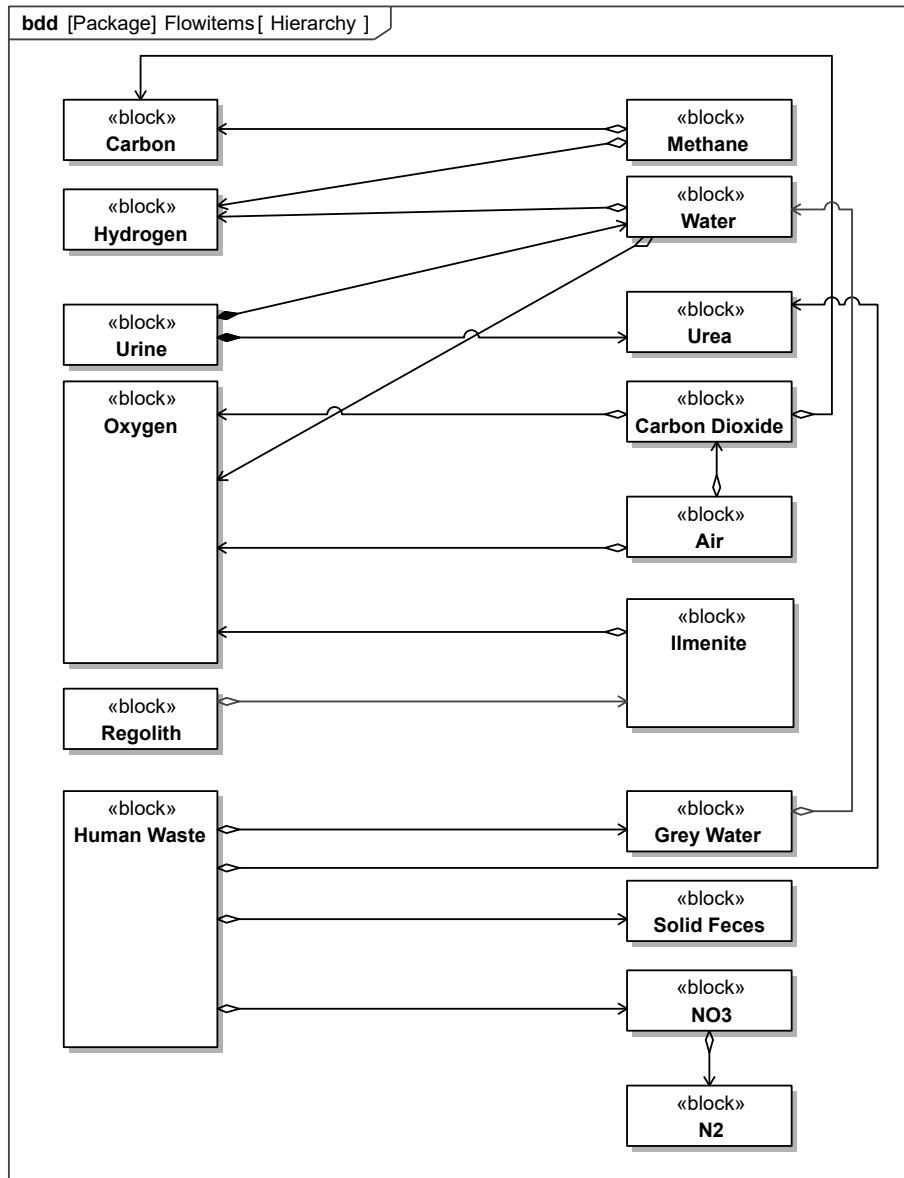 bdd [Package] Flowitems [ Hierarchy ]
«block»
Carbon
«block»
Methane
«block»
Hydrogen
«block»
Water
«block»
Urine
«block»
Urea
«block»
Oxygen
«block»
Carbon Dioxide
«block»
Air
«block»
Ilmenite
«block»
Regolith
«block»
Human Waste
«block»
Grey Water
«block»
Solid Feces
«block»
NO3
«block»
N2